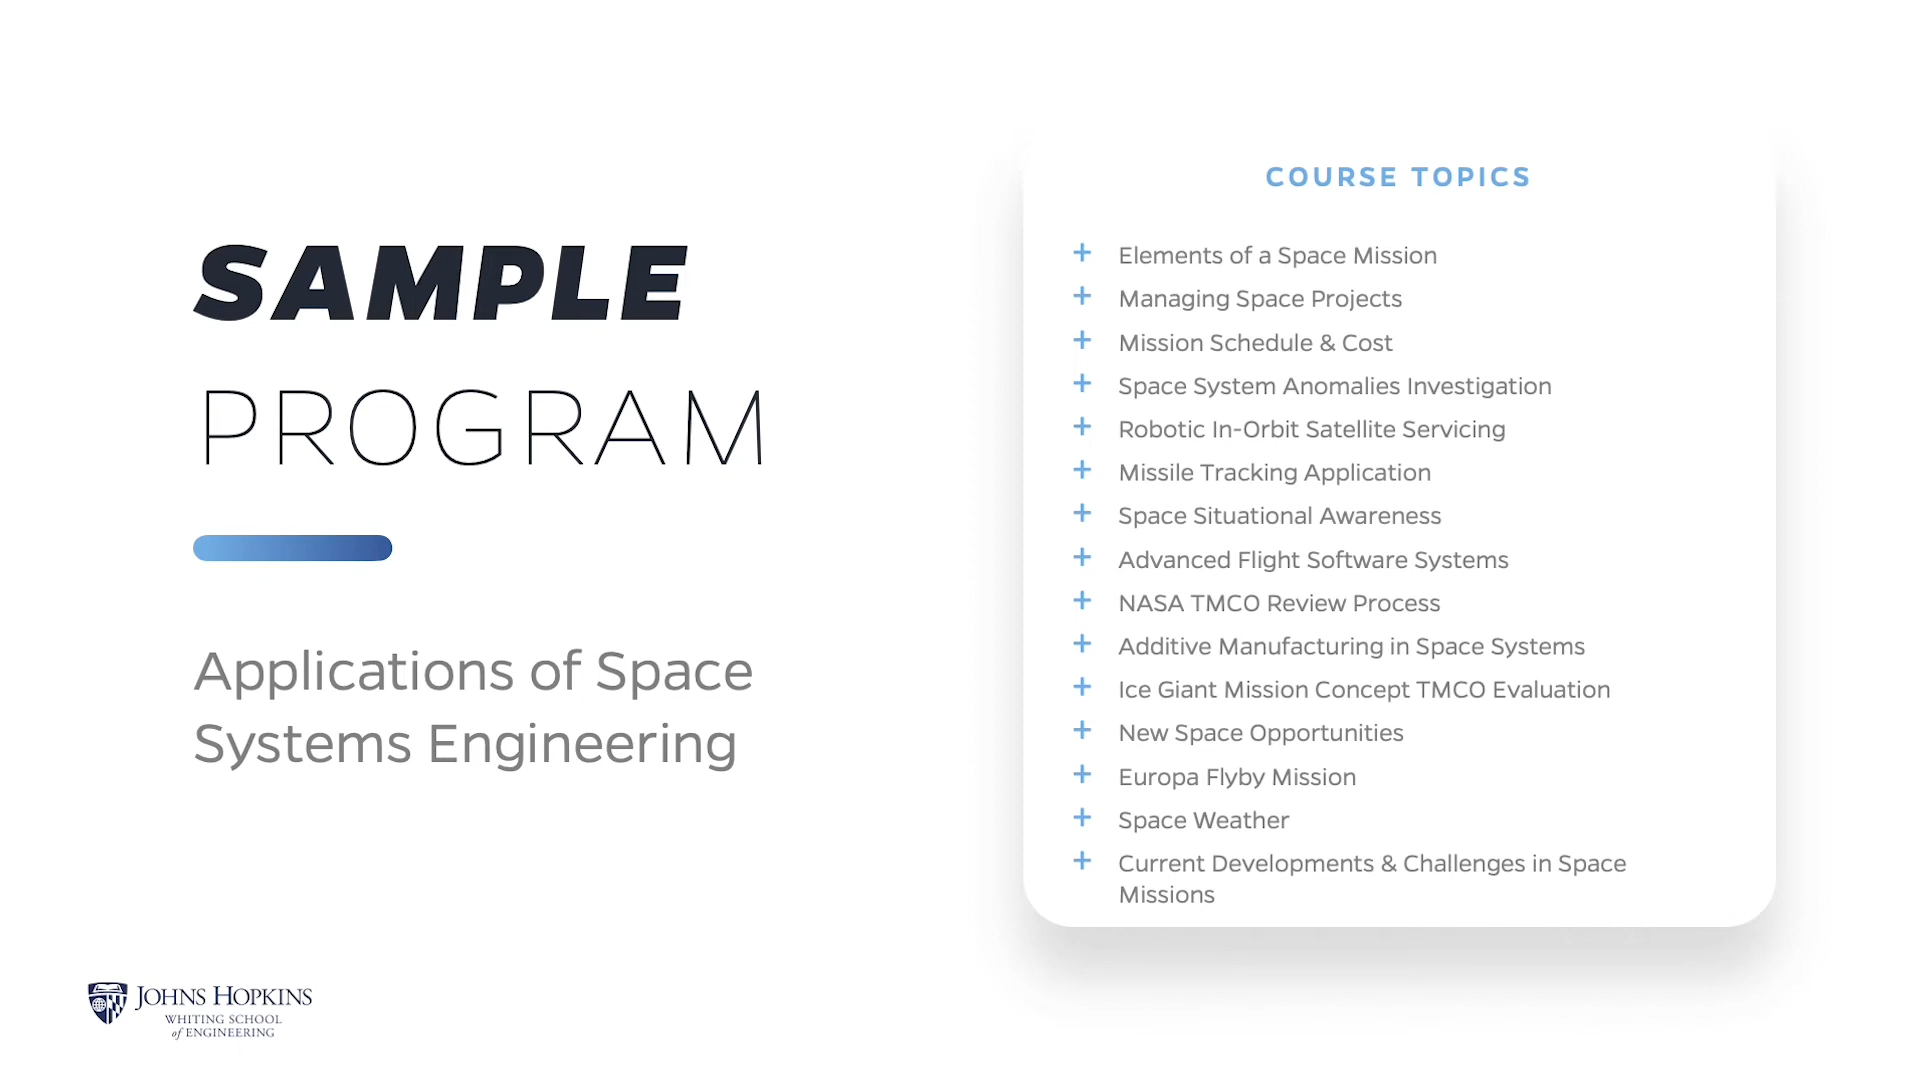 SAMPLE
PROGRAM
Applications of Space
Systems Engineering
COURSE TOPICS
+ Elements of a Space Mission
+ Managing Space Projects
+ Mission Schedule & Cost
+ Space System Anomalies Investigation
+ Robotic In-Orbit Satellite Servicing
+ Missile Tracking Application
+ Space Situational Awareness
+ Advanced Flight Software Systems
+ NASA TMCO Review Process
+ Additive Manufacturing in Space Systems
+ Ice Giant Mission Concept TMCO Evaluation
+ New Space Opportunities
+ Europa Flyby Mission
+ Space Weather
+ Current Developments & Challenges in Space
Missions
JOHNS HOPKINS
WHITING SCHOOL
of ENGINEERING